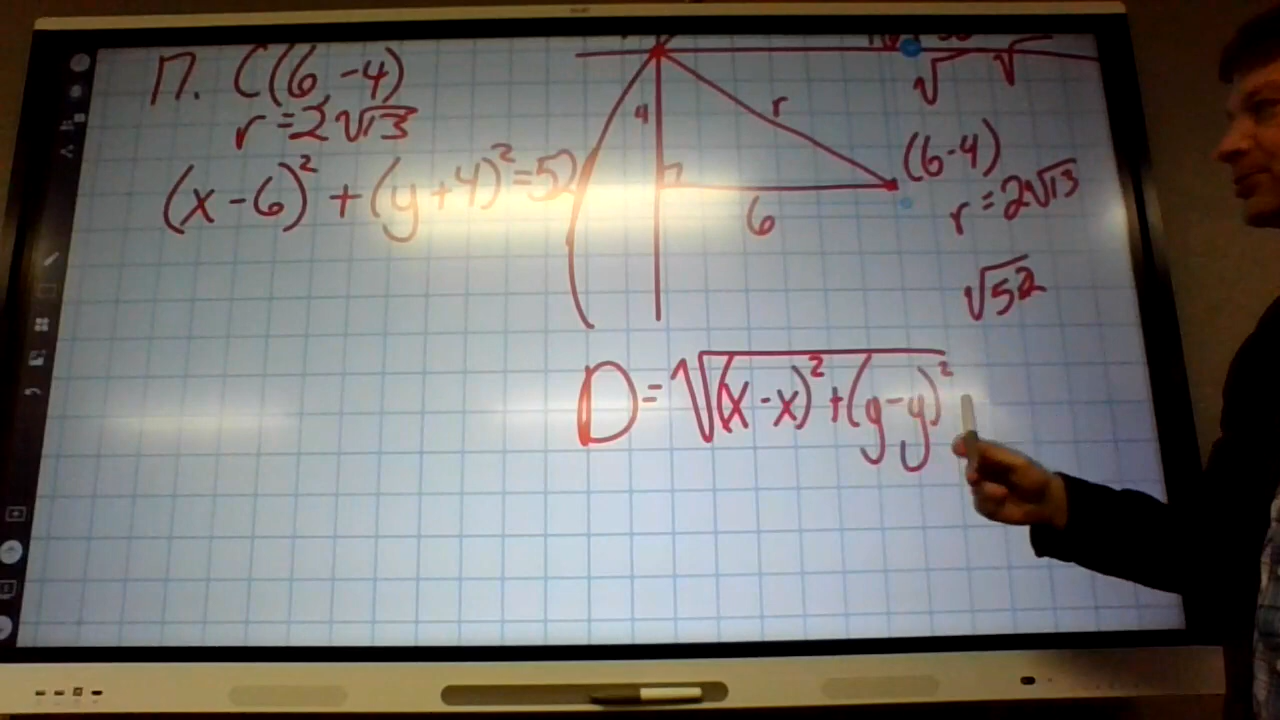 17. C(6, -4)
r = 2√13
(x - 6)² + (y + 4)² = 52
4
r
6
√ √
(6 -4)
r = 2√13
√52
D = √(x - x)² + (y - y)²